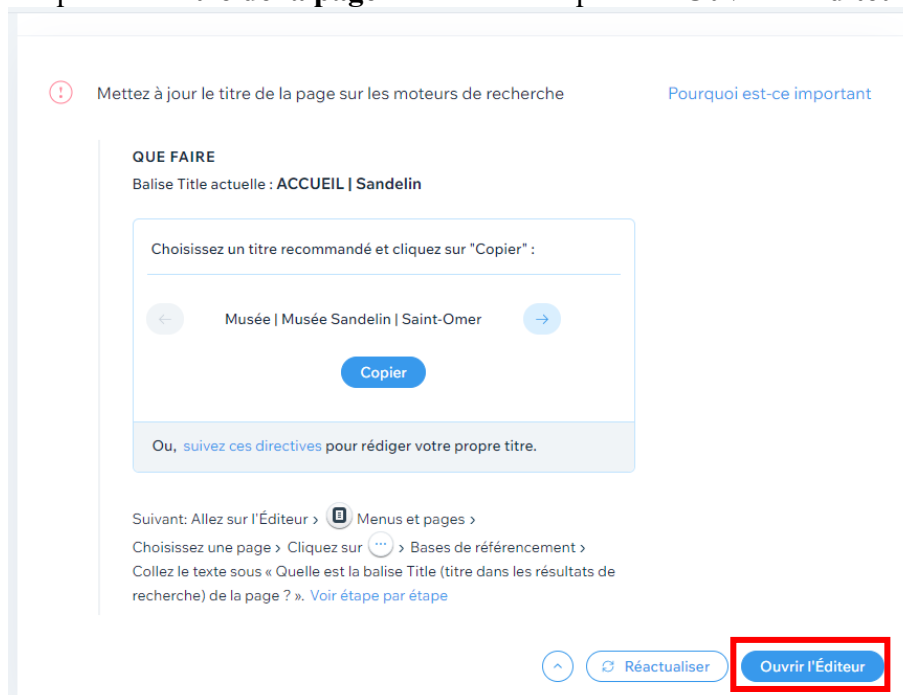 Mettez à jour le titre de la page sur les moteurs de recherche
Pourquoi est-ce important
QUE FAIRE
Balise Title actuelle : ACCUEIL | Sandelin
Choisissez un titre recommandé et cliquez sur "Copier" :
← Musée | Musée Sandelin | Saint-Omer →
Copier
Ou, suivez ces directives pour rédiger votre propre titre.
Suivant: Allez sur l'Éditeur › Menus et pages ›
Choisissez une page › Cliquez sur ··· › Bases de référencement ›
Collez le texte sous « Quelle est la balise Title (titre dans les résultats de
recherche) de la page ? ». Voir étape par étape
Réactualiser
Ouvrir l'Éditeur